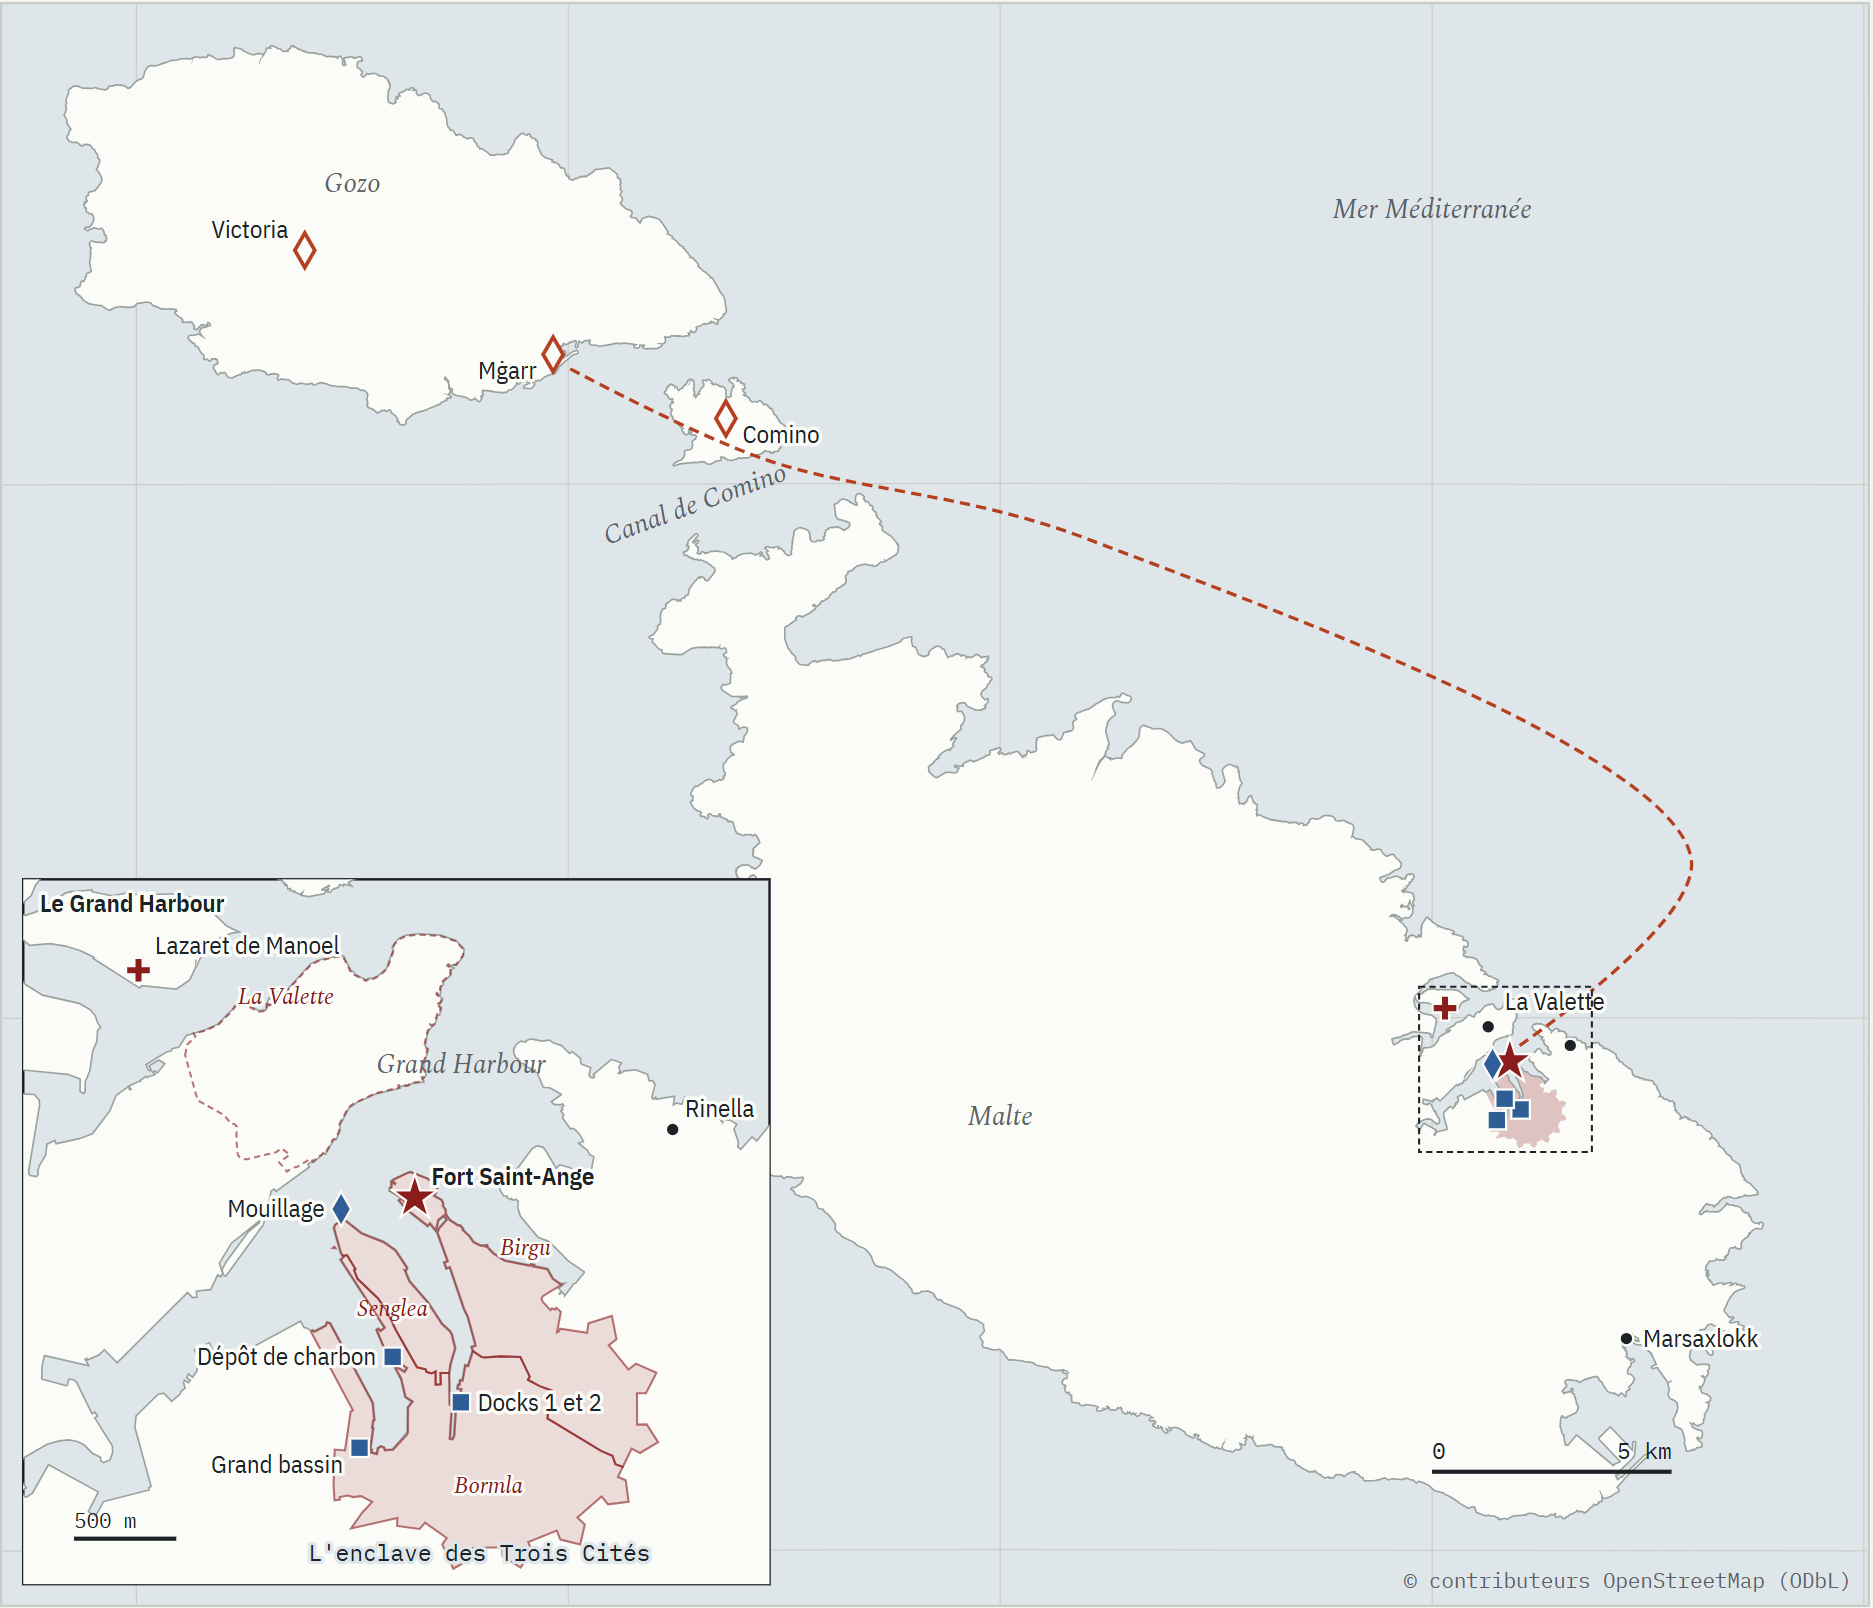 Gozo
Victoria
Mer Méditerranée
Mġarr
Comino
Canal de Comino
Le Grand Harbour
Lazaret de Manoel
La Valette
Grand Harbour
Rinella
Fort Saint-Ange
Mouillage
Birgu
Senglea
Dépôt de charbon
Docks 1 et 2
Grand bassin
Bormla
500 m
L'enclave des Trois Cités
La Valette
Malte
Marsaxlokk
0 5 km
© contributeurs OpenStreetMap (ODbL)